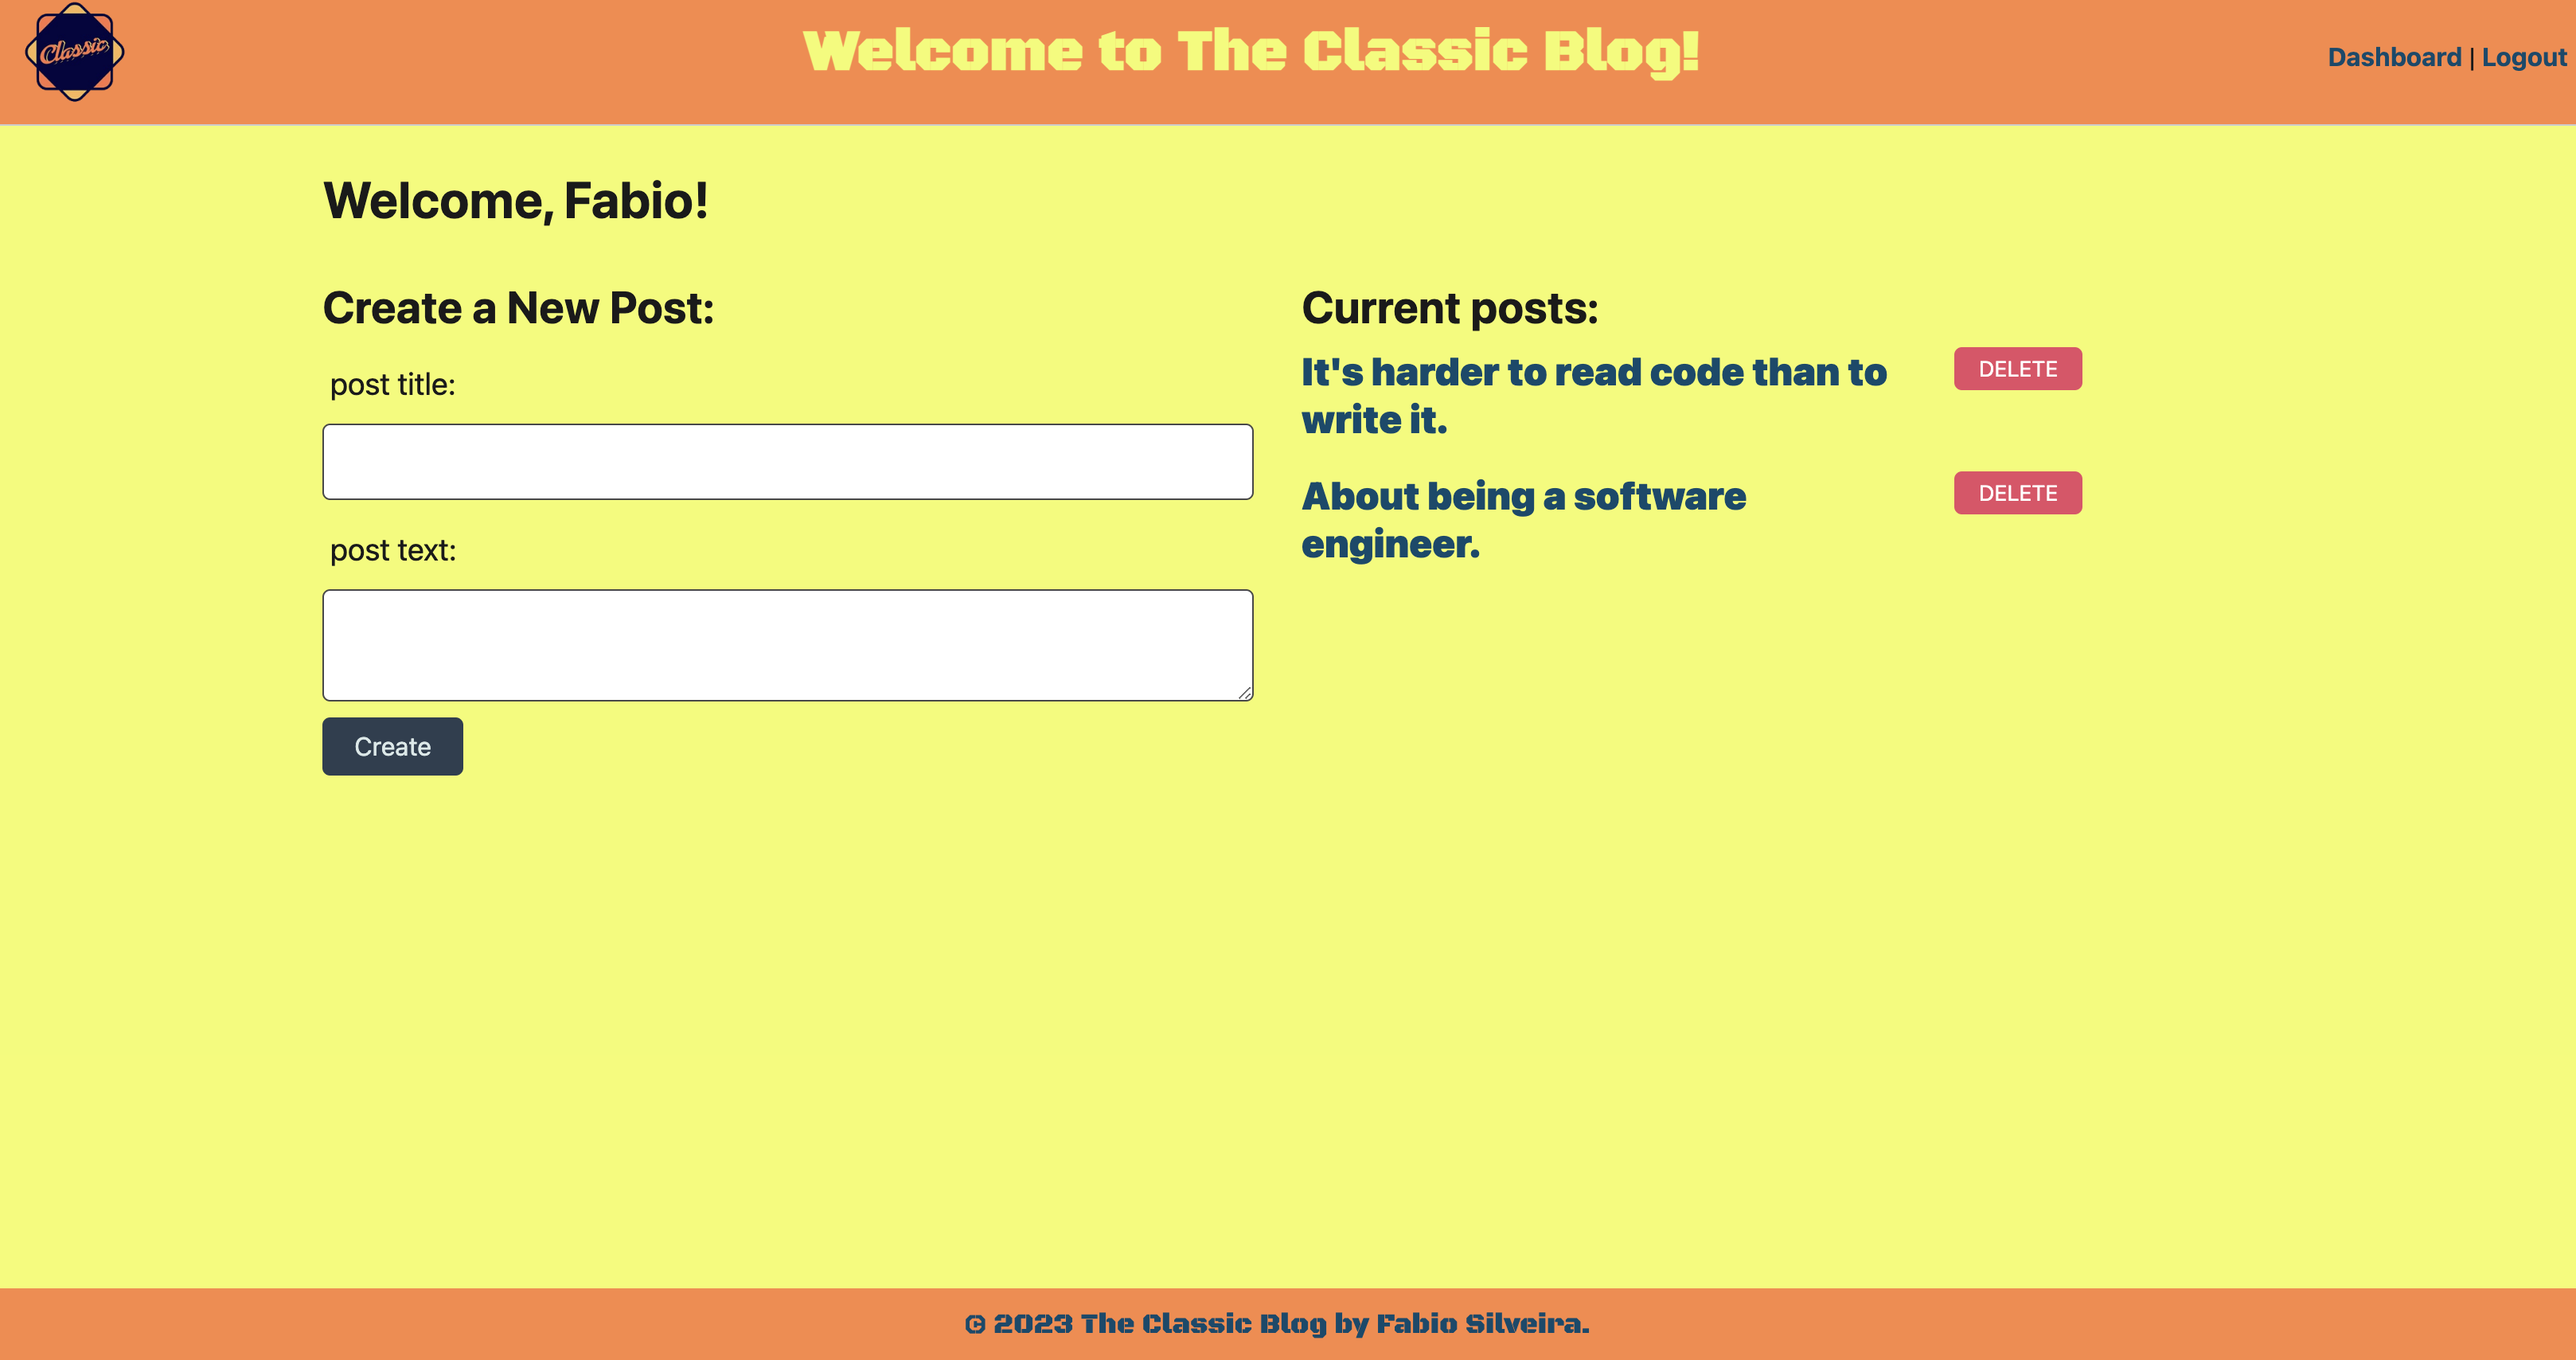 Classic
Welcome to The Classic Blog!
Dashboard | Logout
Welcome, Fabio!
Create a New Post:
post title:
post text:
Create
Current posts:
It's harder to read code than to
write it.
DELETE
About being a software
engineer.
DELETE
© 2023 The Classic Blog by Fabio Silveira.